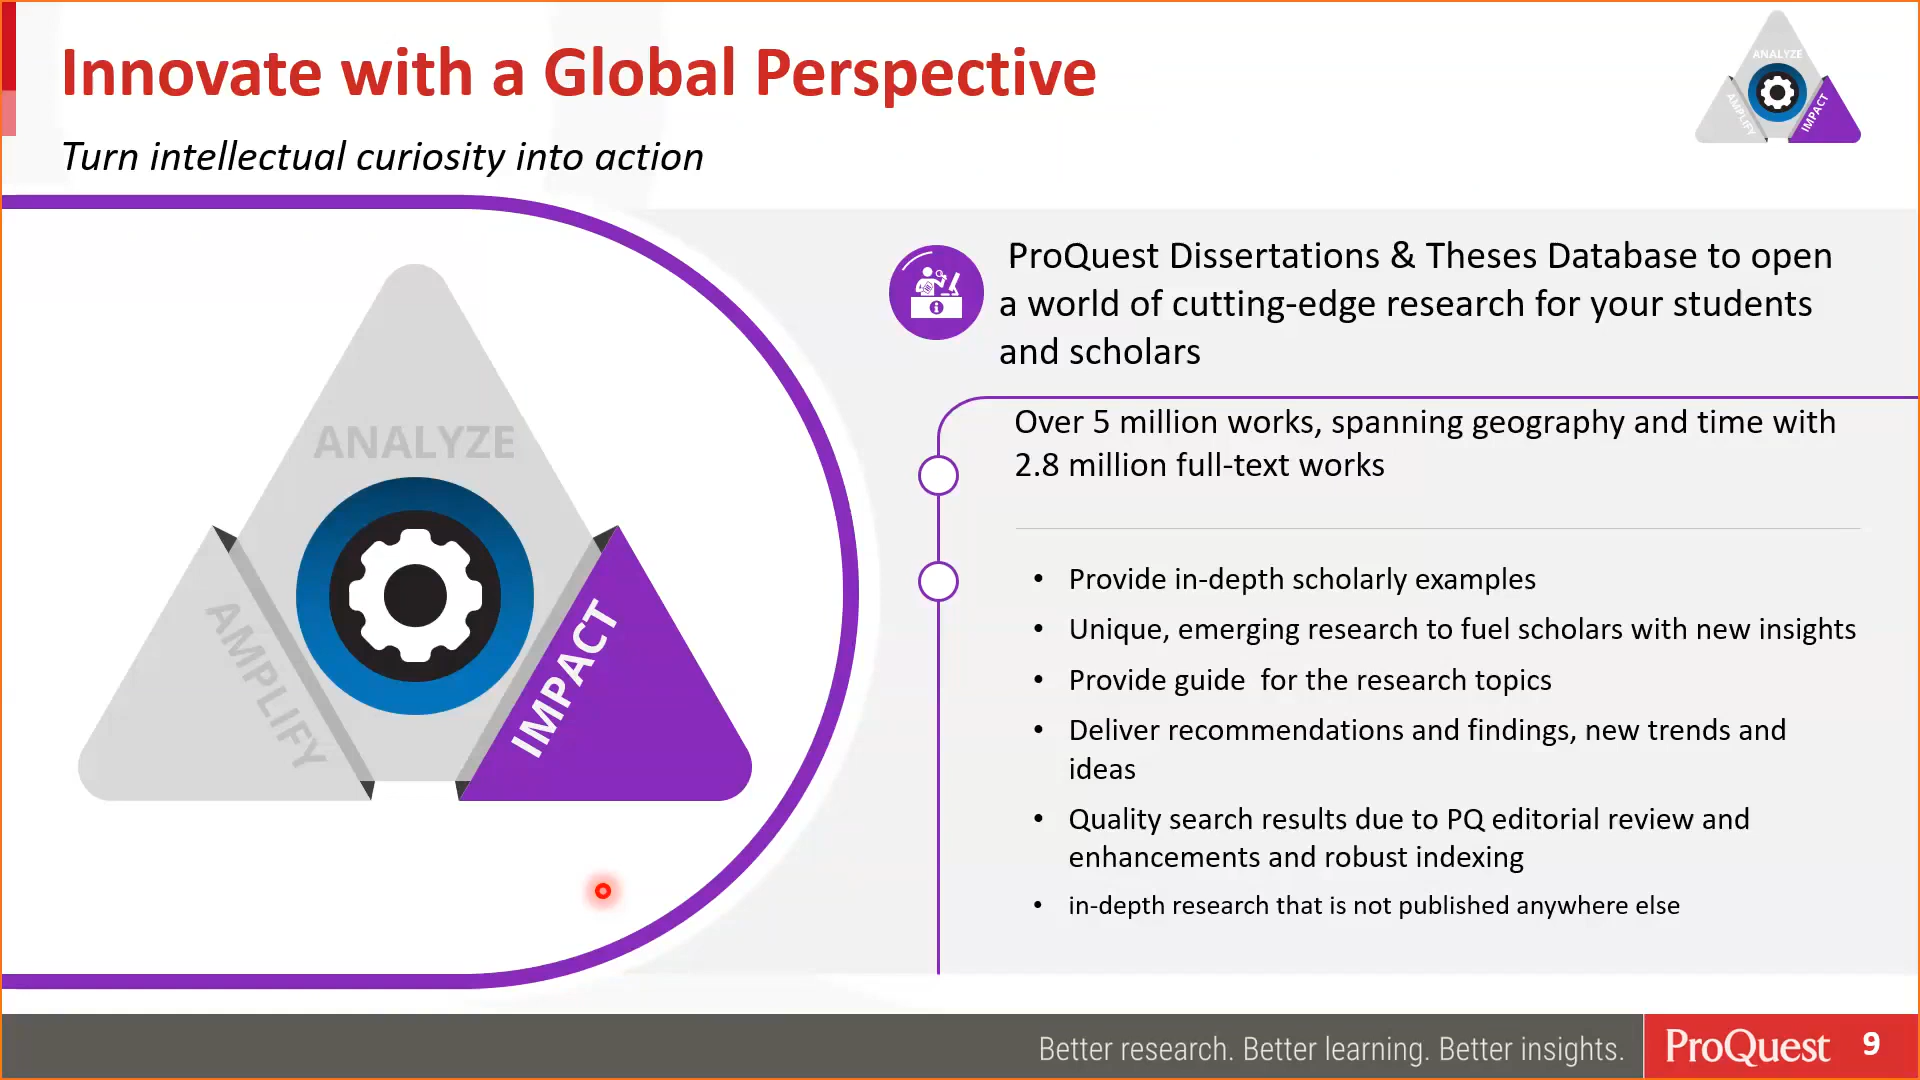 Innovate with a Global Perspective
Turn intellectual curiosity into action
ANALYZE
AMPLIFY
IMPACT
ANALYZE
AMPLIFY
IMPACT
ProQuest Dissertations & Theses Database to open
a world of cutting-edge research for your students
and scholars
Over 5 million works, spanning geography and time with
2.8 million full-text works
• Provide in-depth scholarly examples
• Unique, emerging research to fuel scholars with new insights
• Provide guide  for the research topics
• Deliver recommendations and findings, new trends and
ideas
• Quality search results due to PQ editorial review and
enhancements and robust indexing
• in-depth research that is not published anywhere else
Better research. Better learning. Better insights.
ProQuest 9